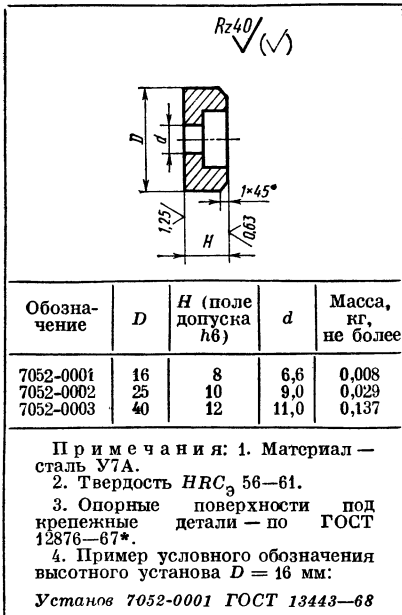 Rz40
√(√)
D
d
1×45°
1,25
H
0,63
Обозна-
чение
D
H (поле
допуска
h6)
d
Масса,
кг,
не более
7052-0001 16 8 6,6 0,008
7052-0002 25 10 9,0 0,029
7052-0003 40 12 11,0 0,137
Примечания: 1. Материал —
сталь У7А.
2. Твердость HRCэ 56—61.
3. Опорные поверхности под
крепежные детали — по ГОСТ
12876—67*.
4. Пример условного обозначения
высотного установа D = 16 мм:
Установ 7052-0001 ГОСТ 13443—68